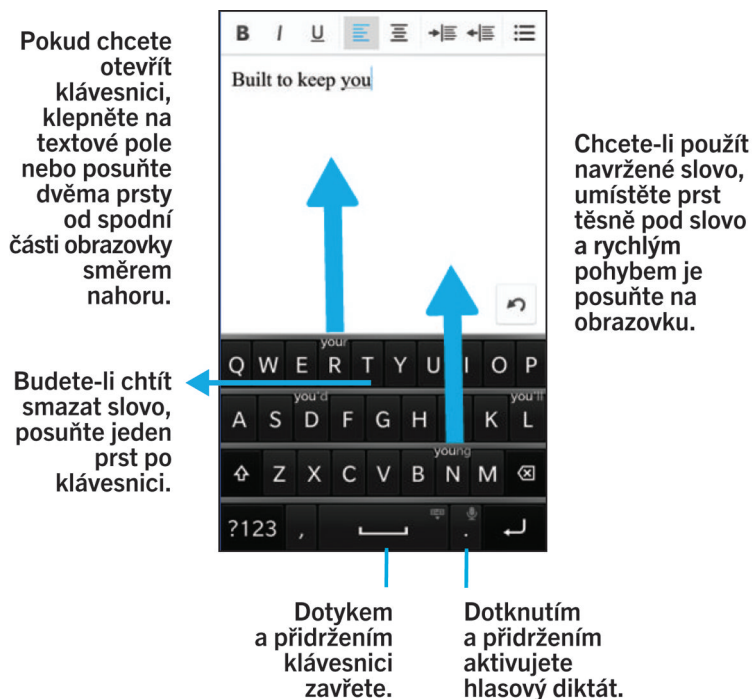 Pokud chcete
otevřít
klávesnici,
klepněte na
textové pole
nebo posuňte
dvěma prsty
od spodní
části obrazovky
směrem
nahoru.
Budete-li chtít
smazat slovo,
posuňte jeden
prst po
klávesnici.
B I U
Built to keep you
your
Q W E R T Y U I O P
you'd you'll
A S D F G H K L
young
Z X C V B N M
?123 , .
Chcete-li použít
navržené slovo,
umístěte prst
těsně pod slovo
a rychlým
pohybem je
posuňte na
obrazovku.
Dotykem
a přidržením
klávesnici
zavřete.
Dotknutím
a přidržením
aktivujete
hlasový diktát.